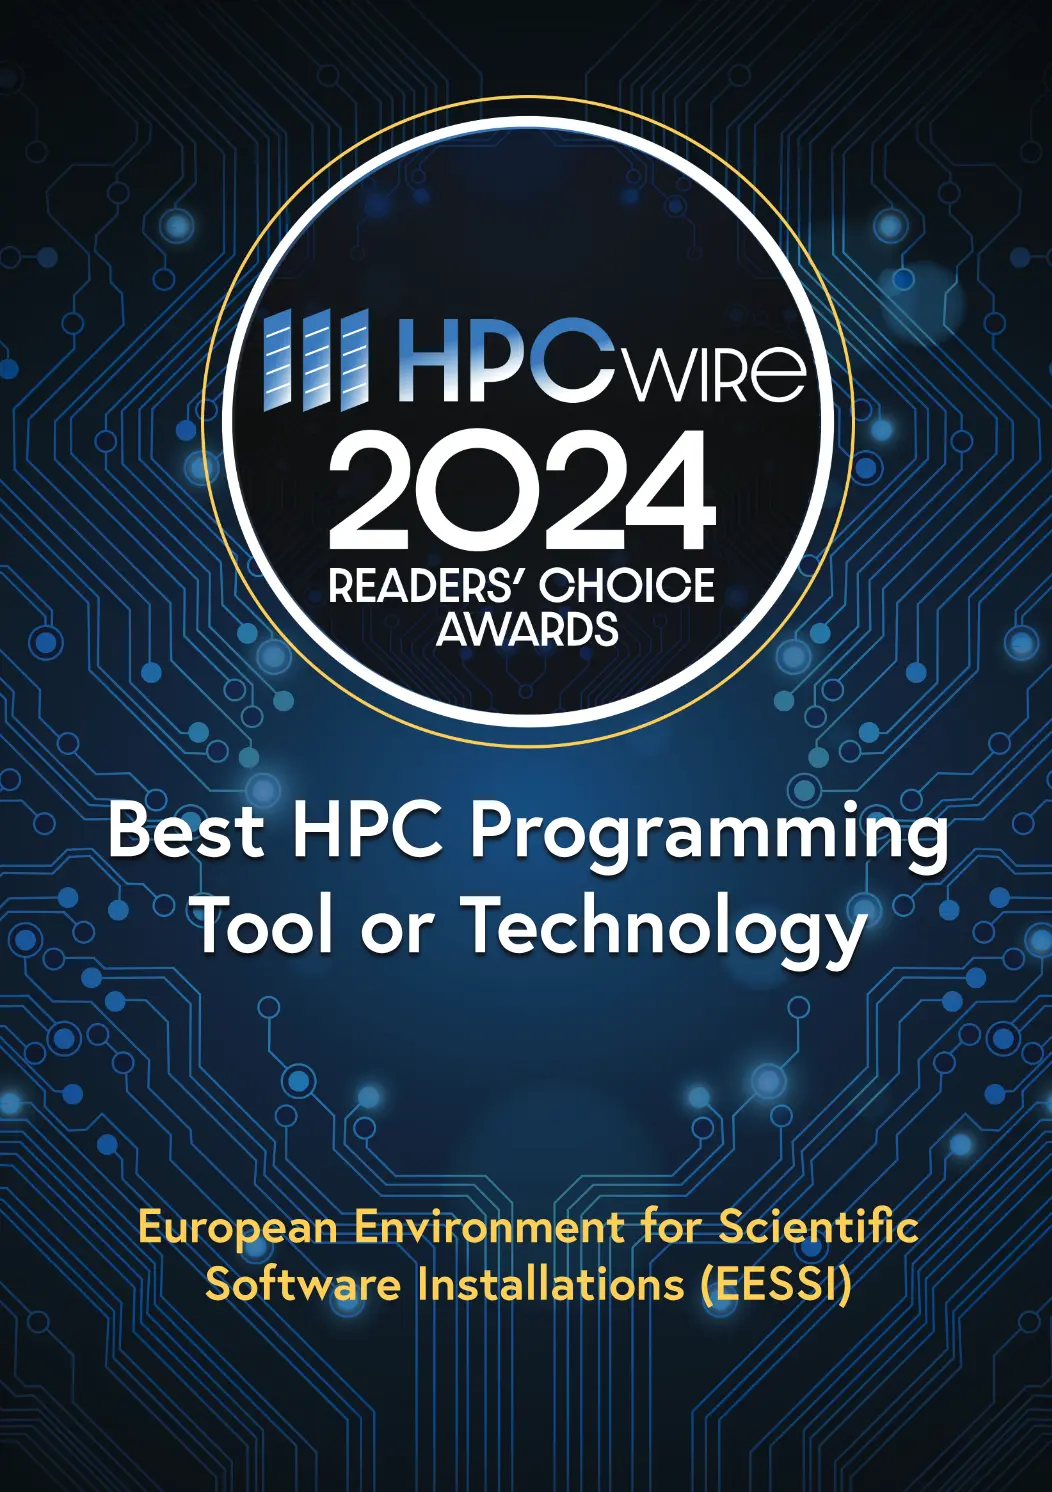 HPCWIRE
2024
READERS' CHOICE
AWARDS
Best HPC Programming
Tool or Technology
European Environment for Scientific
Software Installations (EESSI)